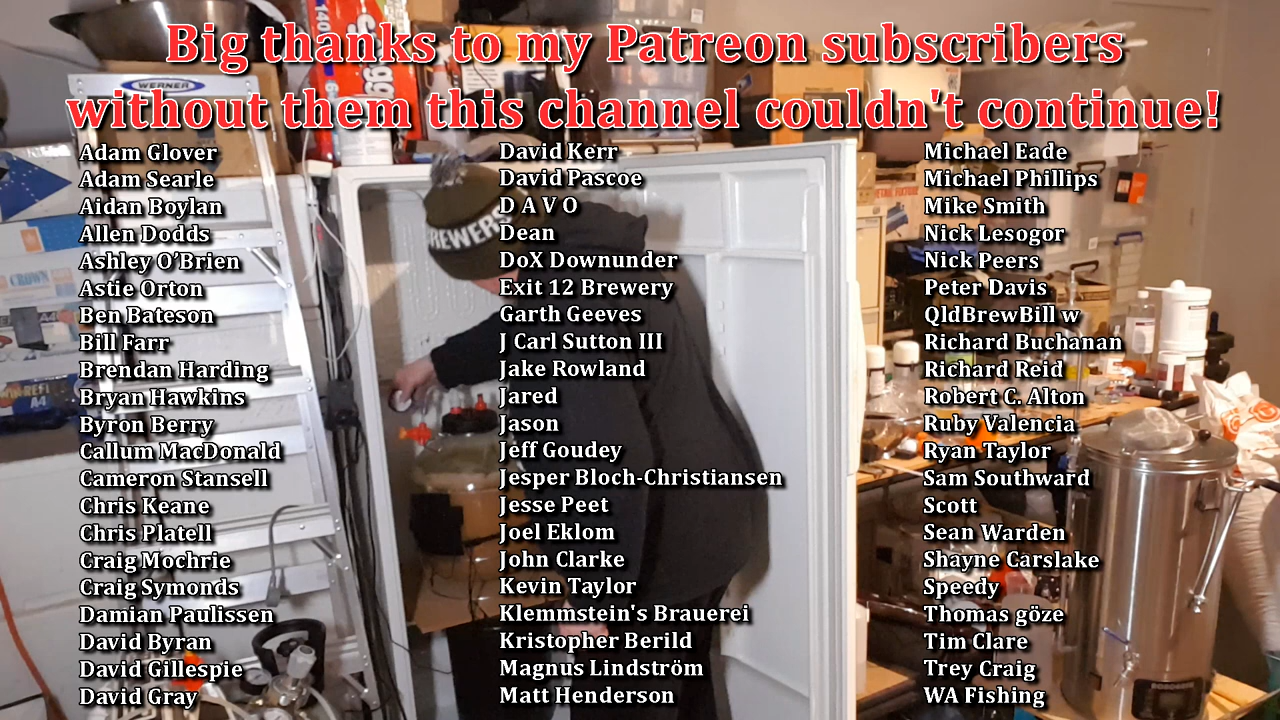 Big thanks to my Patreon subscribers
without them this channel couldn't continue!
WERNER
Adam Glover
Adam Searle
Aidan Boylan
Allen Dodds
Ashley O’Brien
Astie Orton
Ben Bateson
Bill Farr
Brendan Harding
Bryan Hawkins
Byron Berry
Callum MacDonald
Cameron Stansell
Chris Keane
Chris Platell
Craig Mochrie
Craig Symonds
Damian Paulissen
David Byran
David Gillespie
David Gray
David Kerr
David Pascoe
D A V O
Dean
DoX Downunder
Exit 12 Brewery
Garth Geeves
J Carl Sutton III
Jake Rowland
Jared
Jason
Jeff Goudey
Jesper Bloch-Christiansen
Jesse Peet
Joel Eklom
John Clarke
Kevin Taylor
Klemmstein's Brauerei
Kristopher Berild
Magnus Lindström
Matt Henderson
Michael Eade
Michael Phillips
Mike Smith
Nick Lesogor
Nick Peers
Peter Davis
QldBrewBill w
Richard Buchanan
Richard Reid
Robert C. Alton
Ruby Valencia
Ryan Taylor
Sam Southward
Scott
Sean Warden
Shayne Carslake
Speedy
Thomas göze
Tim Clare
Trey Craig
WA Fishing
CROWN
A4